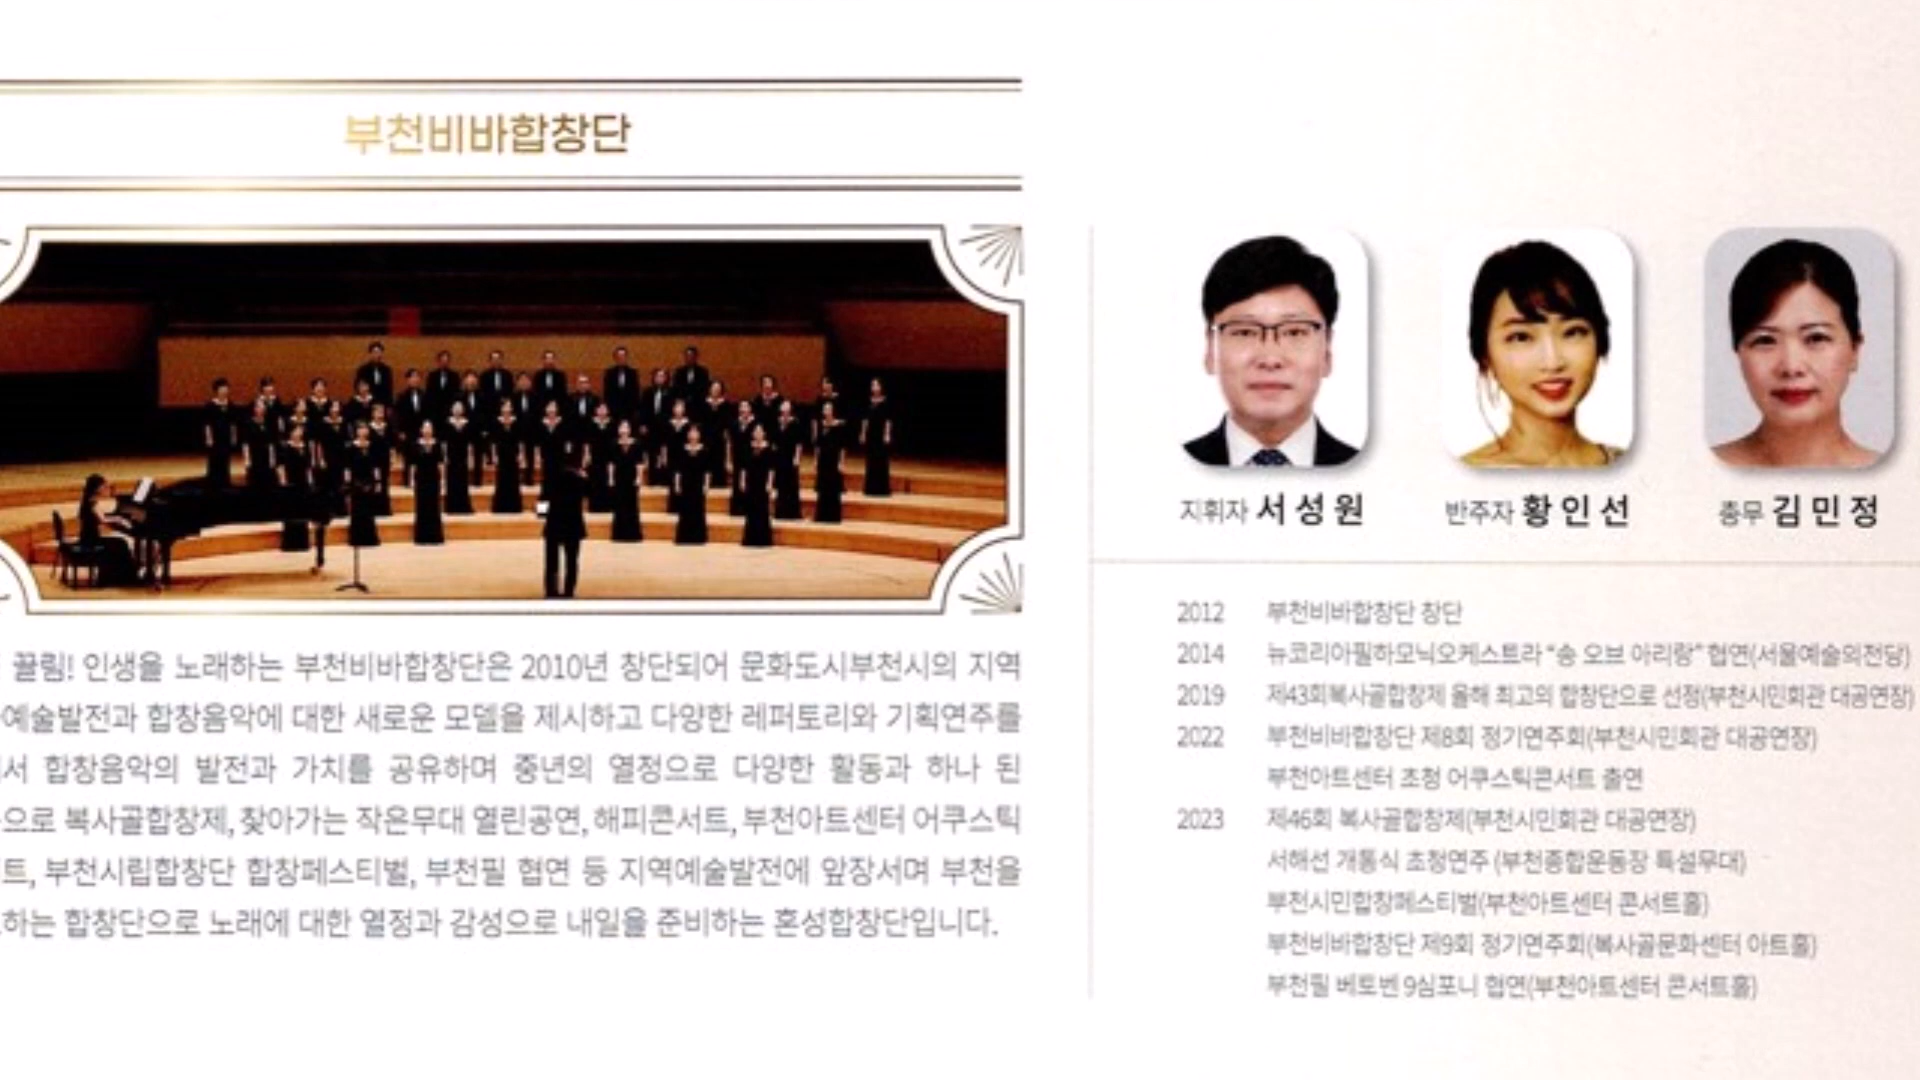 부천비바합창단
끌림! 인생을 노래하는 부천비바합창단은 2010년 창단되어 문화도시부천시의 지역
예술발전과 합창음악에 대한 새로운 모델을 제시하고 다양한 레퍼토리와 기획연주를
서 합창음악의 발전과 가치를 공유하며 중년의 열정으로 다양한 활동과 하나 된
으로 복사골합창제, 찾아가는 작은무대 열린공연, 해피콘서트, 부천아트센터 어쿠스틱
트, 부천시립합창단 합창페스티벌, 부천필 협연 등 지역예술발전에 앞장서며 부천을
하는 합창단으로 노래에 대한 열정과 감성으로 내일을 준비하는 혼성합창단입니다.
지휘자 서성원
반주자 황인선
총무 김민정
2012 부천비바합창단 창단
2014 뉴코리아필하모닉오케스트라 “송 오브 아리랑” 협연(서울예술의전당)
2019 제43회복사골합창제 올해 최고의 합창단으로 선정(부천시민회관 대공연장)
2022 부천비바합창단 제8회 정기연주회(부천시민회관 대공연장)
부천아트센터 초청 어쿠스틱콘서트 출연
2023 제46회 복사골합창제(부천시민회관 대공연장)
서해선 개통식 초청연주 (부천종합운동장 특설무대)
부천시민합창페스티벌(부천아트센터 콘서트홀)
부천비바합창단 제9회 정기연주회(복사골문화센터 아트홀)
부천필 베토벤 9심포니 협연(부천아트센터 콘서트홀)